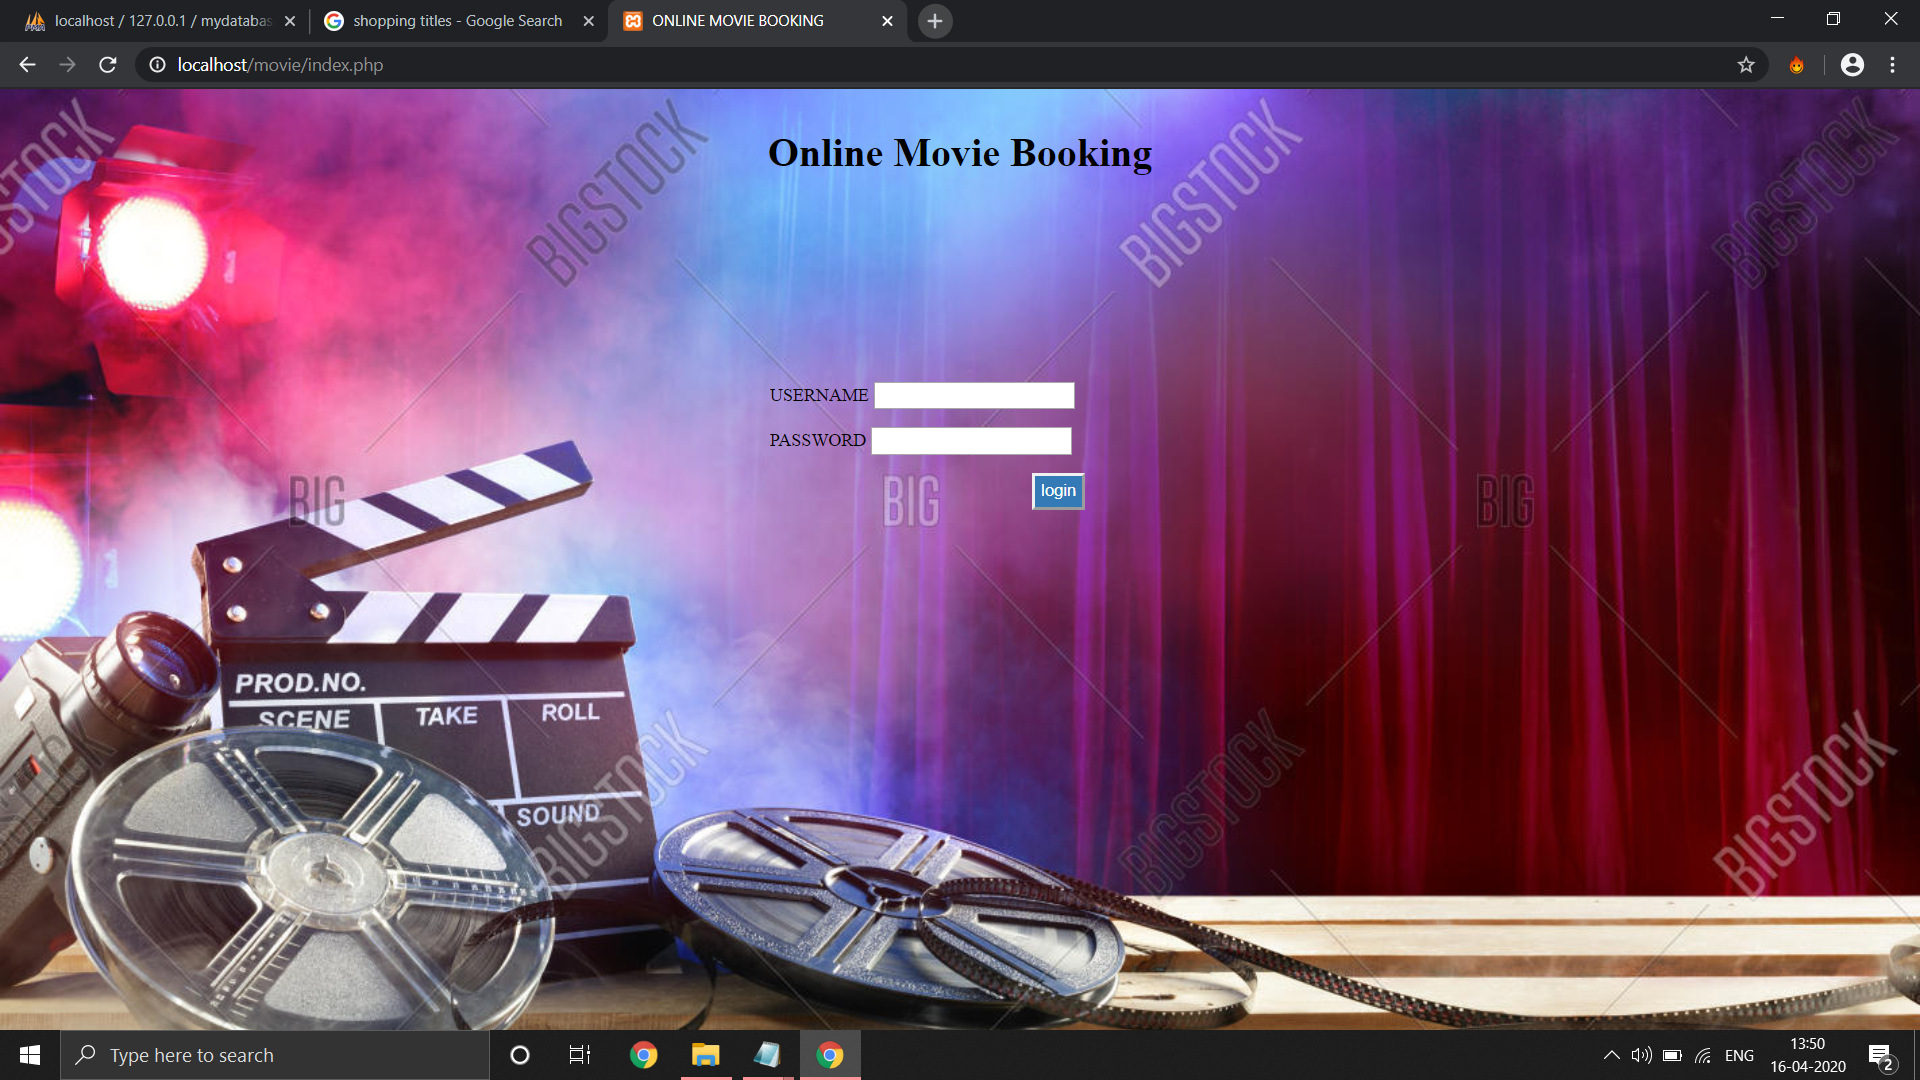 localhost / 127.0.0.1 / mydatabas
shopping titles - Google Search
ONLINE MOVIE BOOKING
localhost/movie/index.php
Online Movie Booking
BIGSTOCK
BIGSTOCK
BIGSTOCK
BIGSTOCK
USERNAME
PASSWORD
login
BIG
BIG
BIG
PROD.NO.
SCENE
TAKE
ROLL
SOUND
BIGSTOCK
BIGSTOCK
BIGSTOCK
Type here to search
ENG
13:50
16-04-2020
2